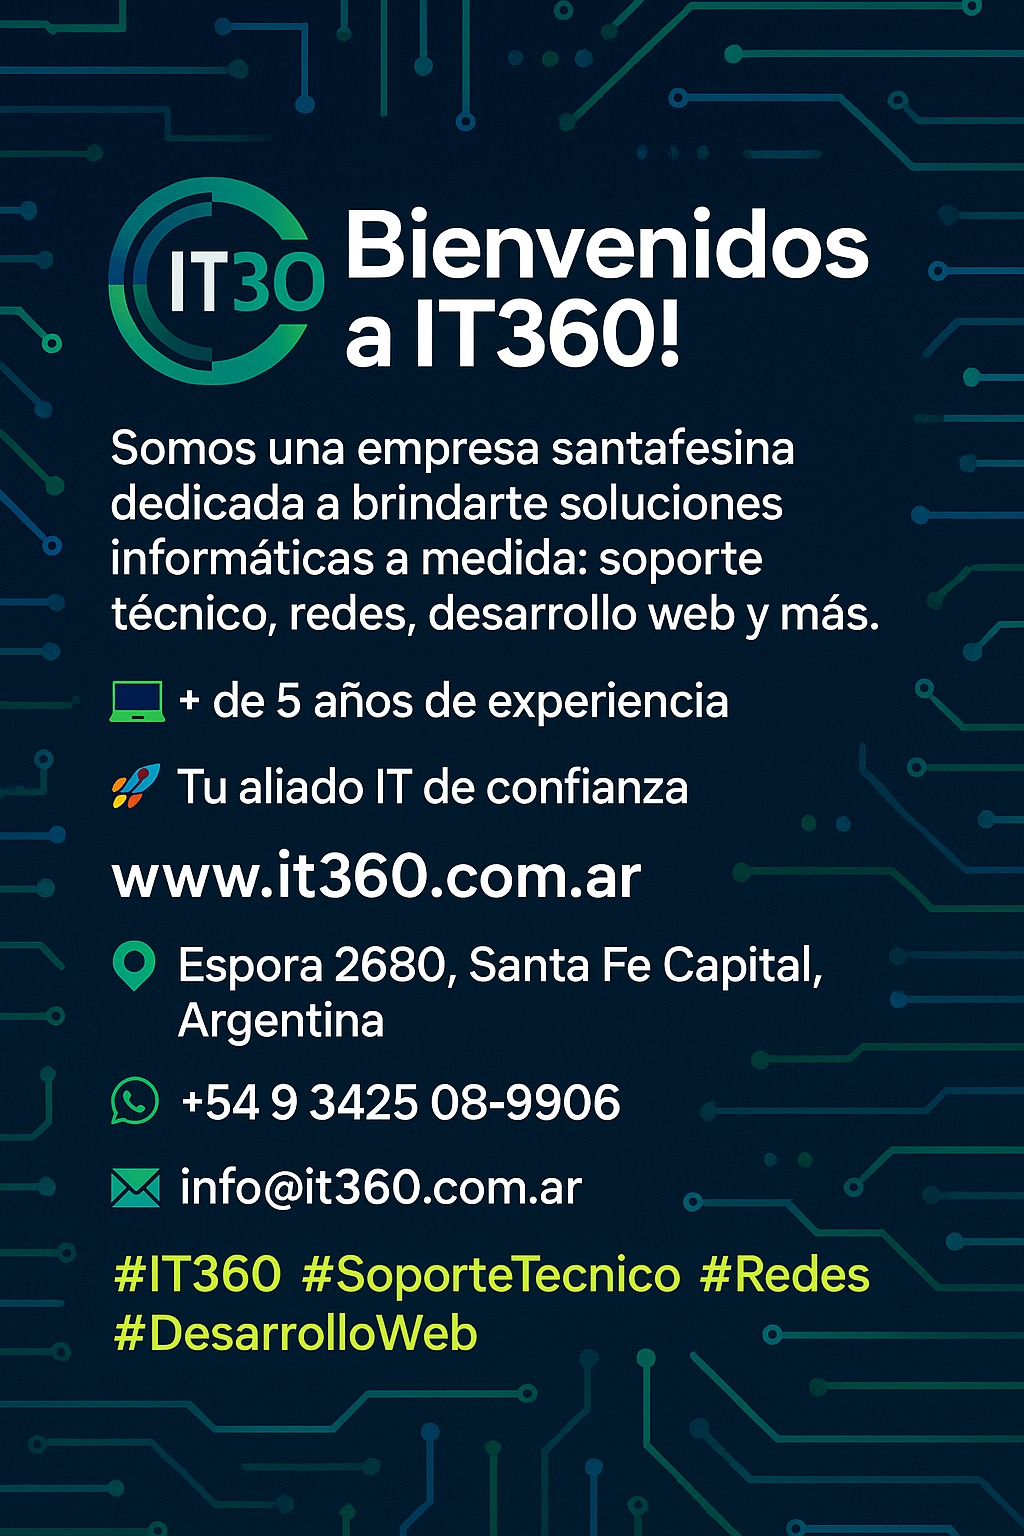 IT30
Bienvenidos
a IT360!
Somos una empresa santafesina
dedicada a brindarte soluciones
informáticas a medida: soporte
técnico, redes, desarrollo web y más.
+ de 5 años de experiencia
Tu aliado IT de confianza
www.it360.com.ar
Espora 2680, Santa Fe Capital,
Argentina
+54 9 3425 08-9906
info@it360.com.ar
#IT360 #SoporteTecnico #Redes
#DesarrolloWeb